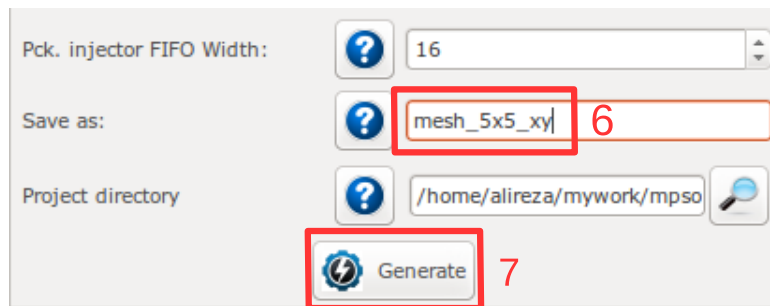 Pck. injector FIFO Width: 16
Save as: mesh_5x5_xy 6
Project directory /home/alireza/mywork/mpso
Generate 7